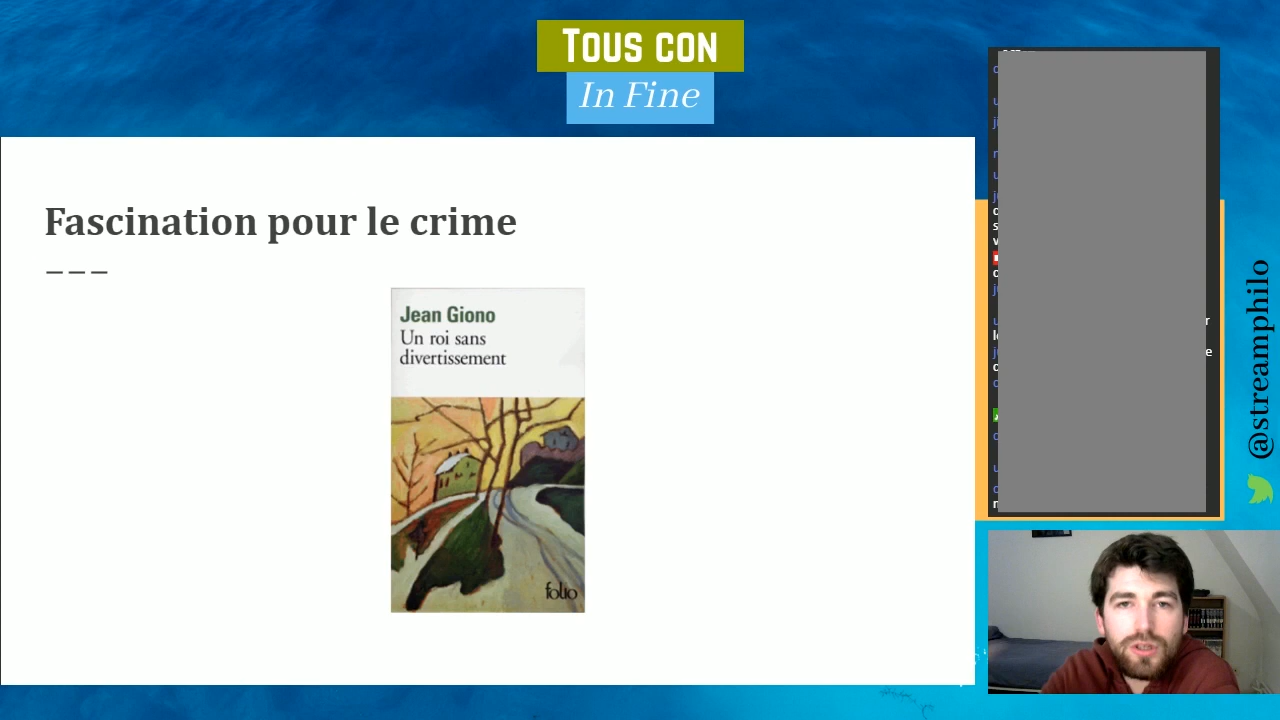 Tous con
In Fine
Fascination pour le crime
Jean Giono
Un roi sans
divertissement
folio
@streamphilo